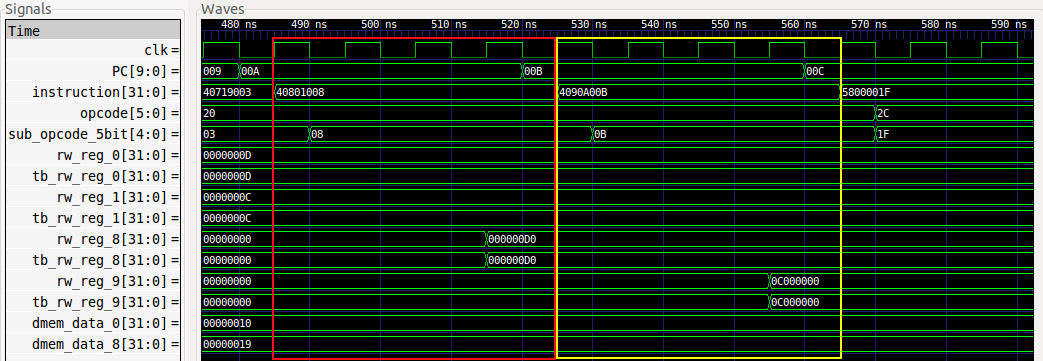 Signals Waves
Time 480 ns 490 ns 500 ns 510 ns 520 ns 530 ns 540 ns 550 ns 560 ns 570 ns 580 ns 590 ns
clk =
PC[9:0] = 009 00A 00B 00C
instruction[31:0] = 40719003 40801008 4090A00B 5800001F
opcode[5:0] = 20 2C
sub_opcode_5bit[4:0] = 03 08 0B 1F
rw_reg_0[31:0] = 0000000D
tb_rw_reg_0[31:0] = 0000000D
rw_reg_1[31:0] = 0000000C
tb_rw_reg_1[31:0] = 0000000C
rw_reg_8[31:0] = 00000000 000000D0
tb_rw_reg_8[31:0] = 00000000 000000D0
rw_reg_9[31:0] = 00000000 0C000000
tb_rw_reg_9[31:0] = 00000000 0C000000
dmem_data_0[31:0] = 00000010
dmem_data_8[31:0] = 00000019